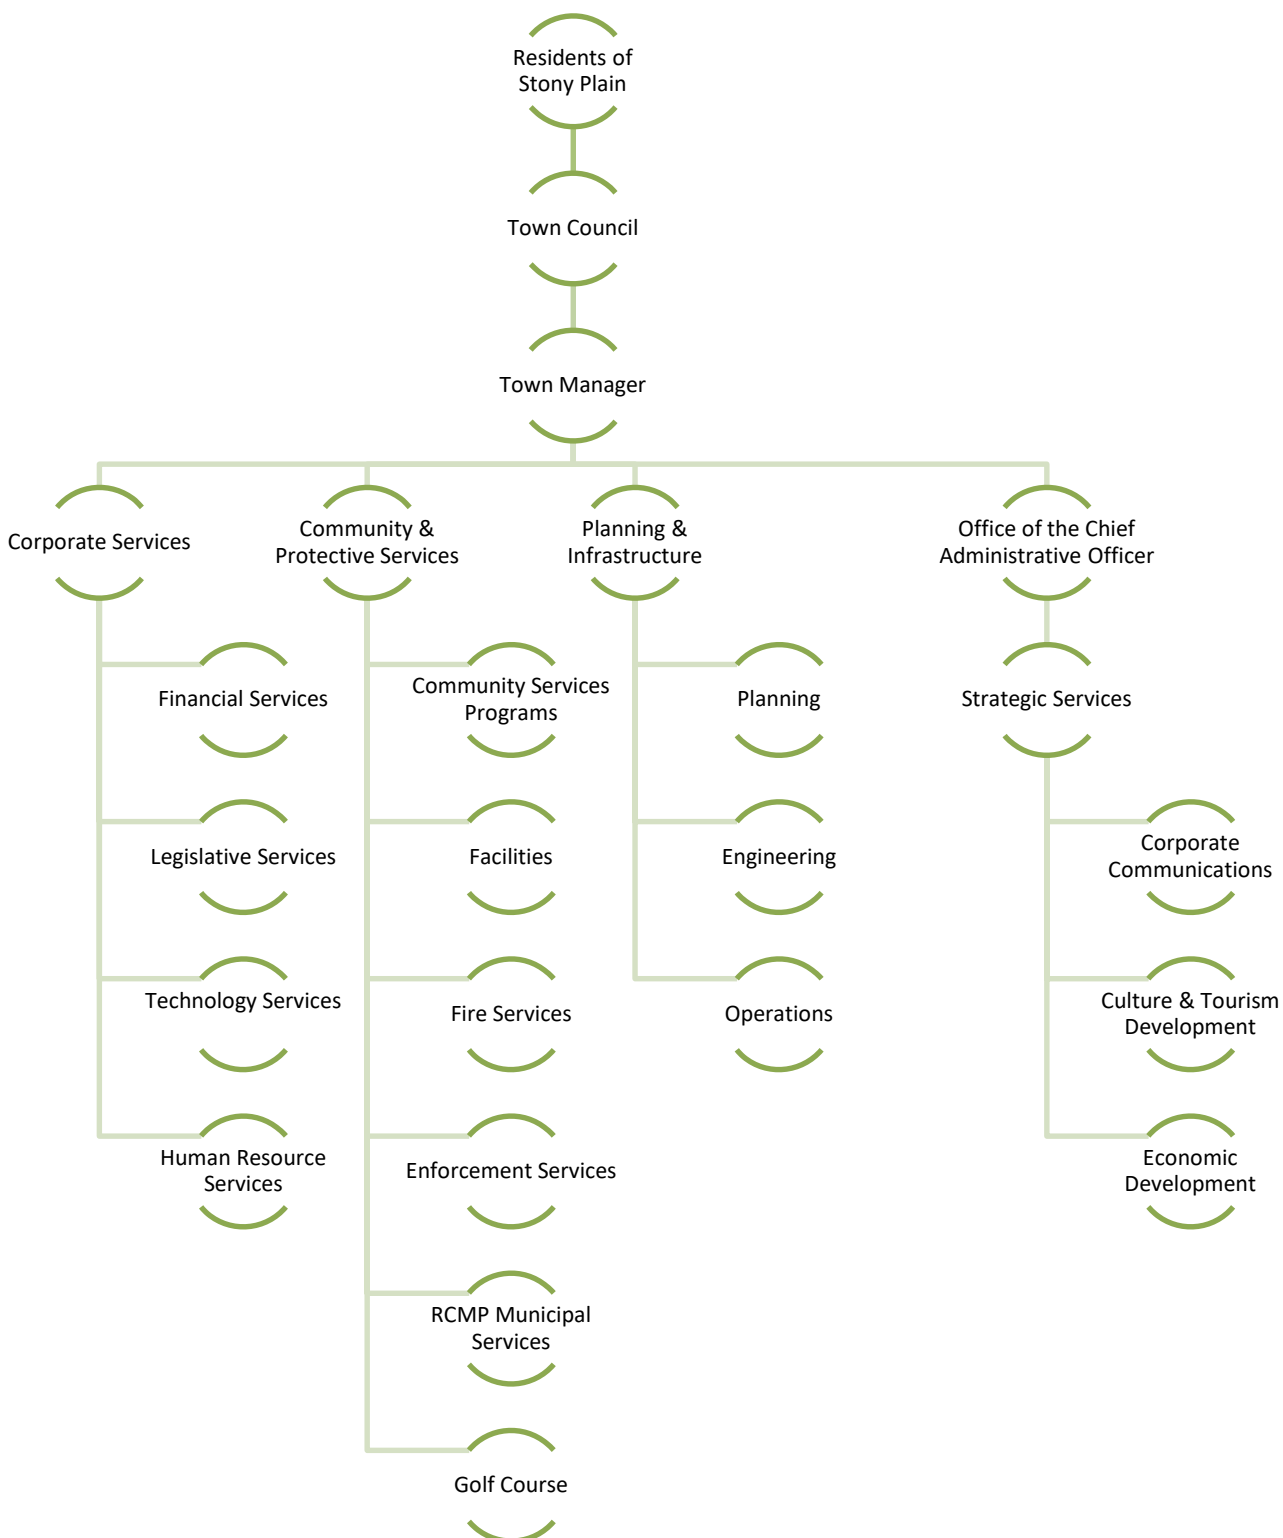 Residents of
Stony Plain
Town Council
Town Manager
Corporate Services
Community &
Protective Services
Planning &
Infrastructure
Office of the Chief
Administrative Officer
Financial Services
Community Services
Programs
Planning
Strategic Services
Legislative Services
Facilities
Engineering
Corporate
Communications
Technology Services
Fire Services
Operations
Culture & Tourism
Development
Human Resource
Services
Enforcement Services
Economic
Development
RCMP Municipal
Services
Golf Course